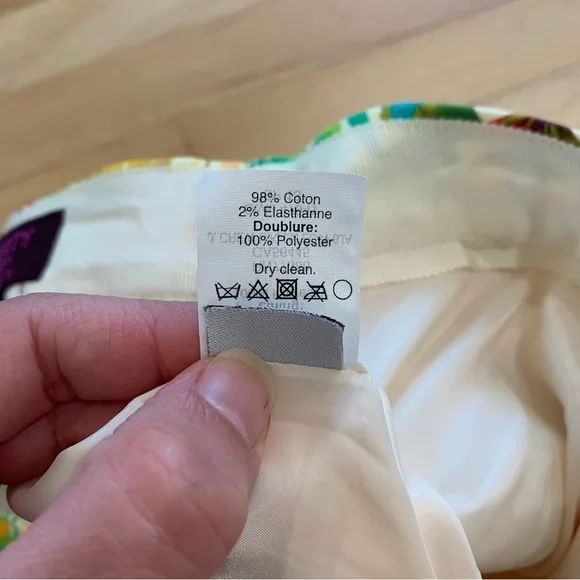 98% Coton
2% Elasthanne
Doublure:
100% Polyester
Dry clean.